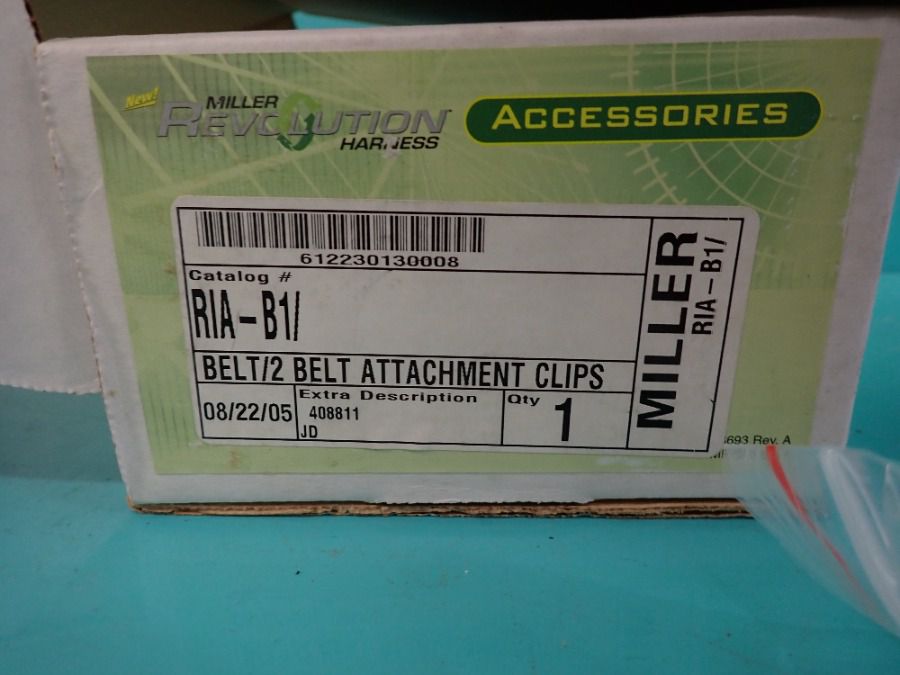 New!
MILLER
REVOLUTION
HARNESS
ACCESSORIES
612230130008
Catalog #
RIA-B1/
BELT/2 BELT ATTACHMENT CLIPS
08/22/05
Extra Description
408811
JD
Qty
1
MILLER
RIA-B1/
693 Rev. A